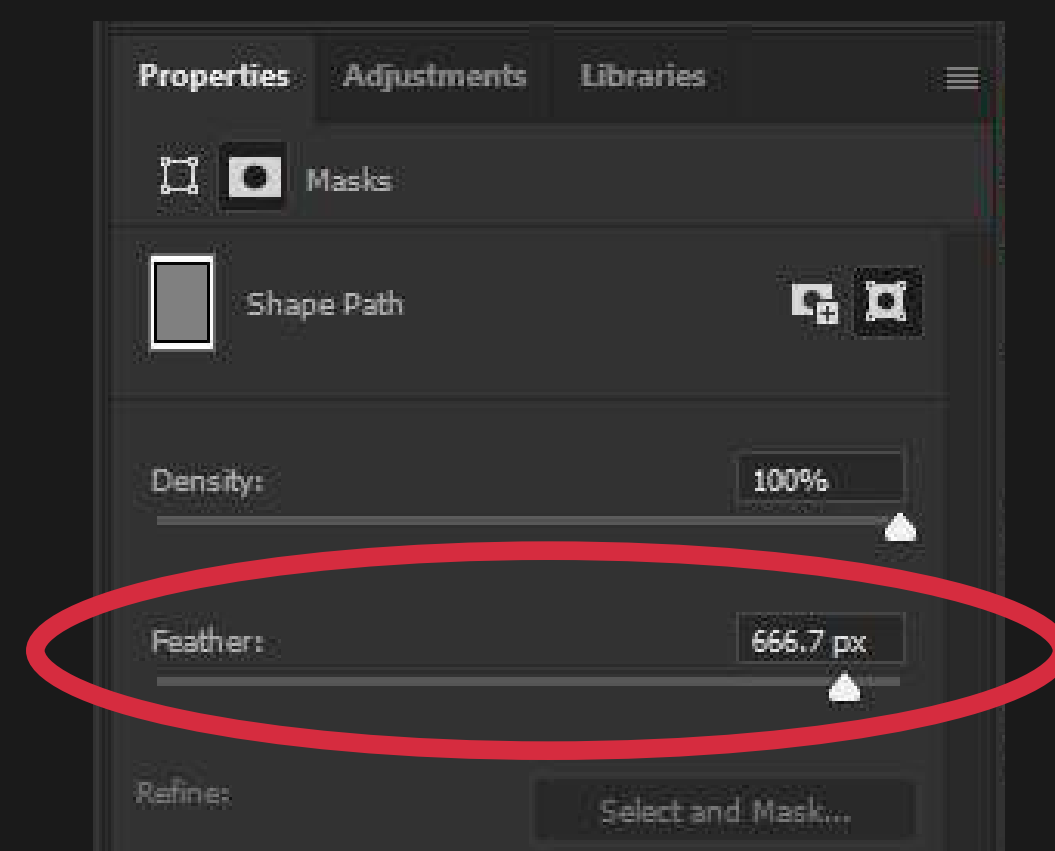 Properties Adjustments Libraries
Masks
Shape Path
Density: 100%
Feather: 666.7 px
Refine: Select and Mask...